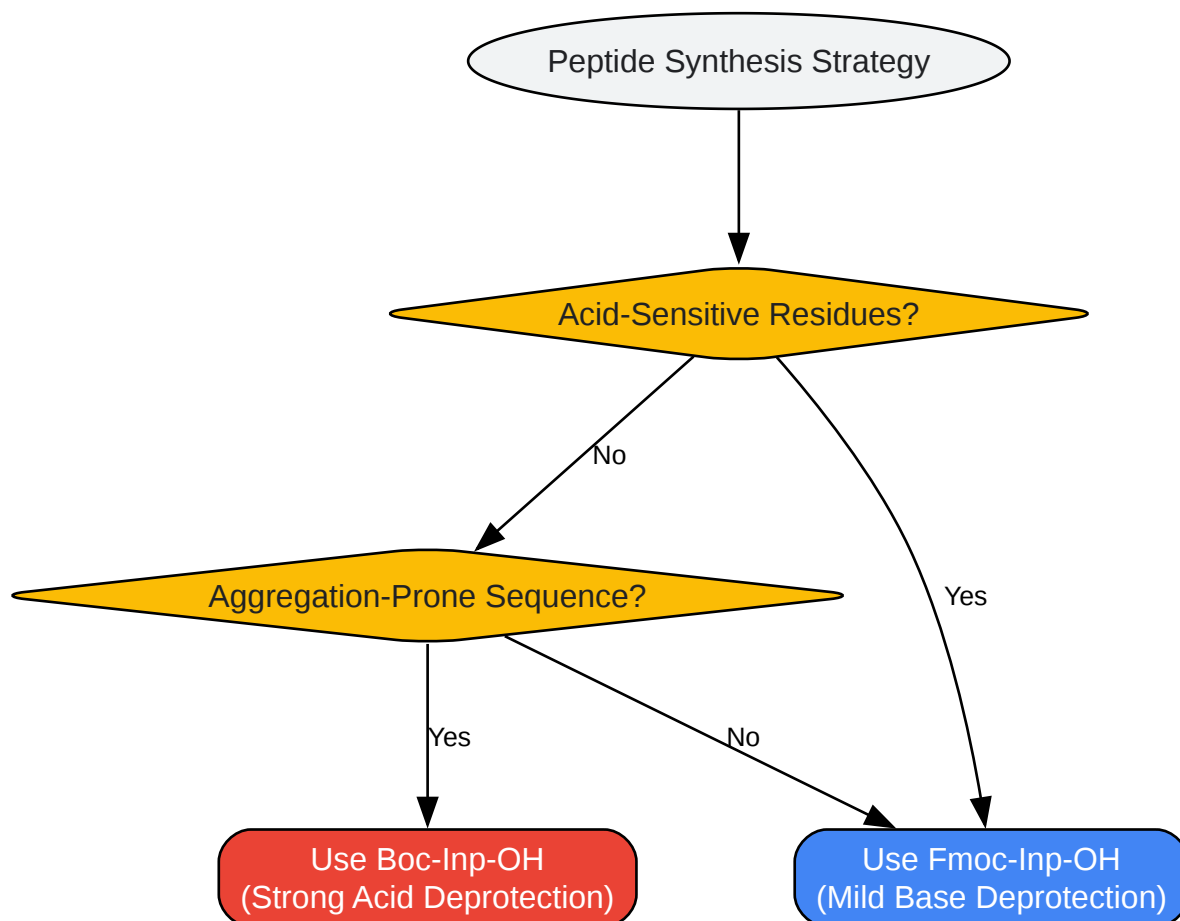 Peptide Synthesis Strategy
Acid-Sensitive Residues?
No
Aggregation-Prone Sequence?
Yes
Yes
No
Use Boc-Inp-OH
(Strong Acid Deprotection)
Use Fmoc-Inp-OH
(Mild Base Deprotection)